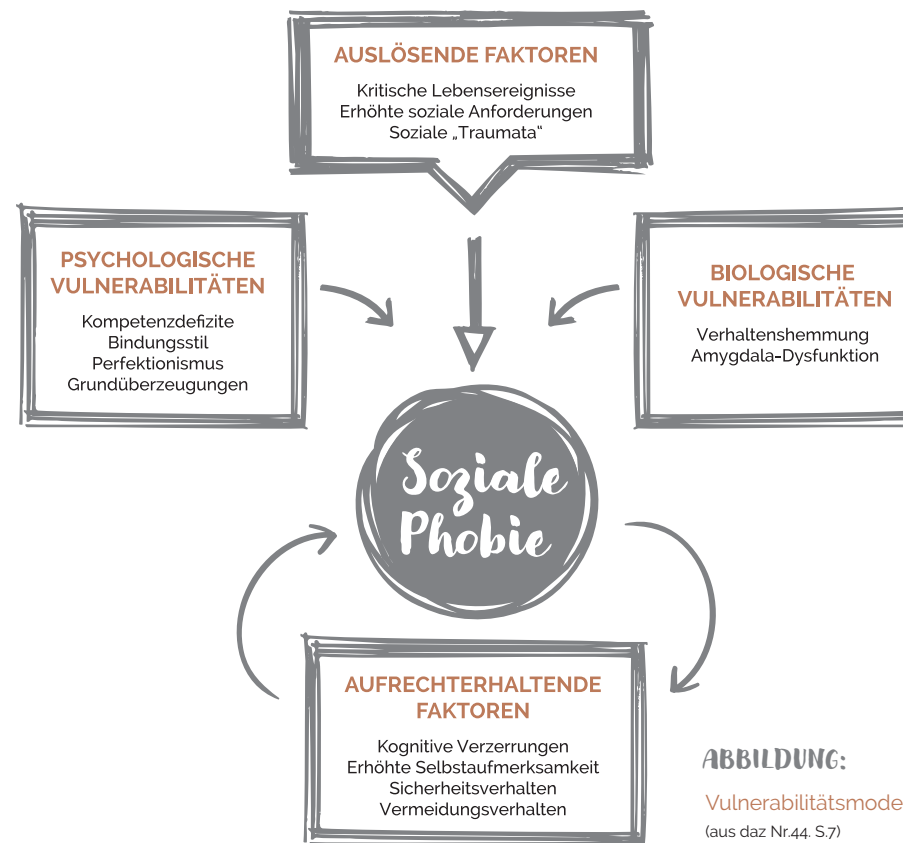 AUSLÖSENDE FAKTOREN
Kritische Lebensereignisse
Erhöhte soziale Anforderungen
Soziale „Traumata“
PSYCHOLOGISCHE
VULNERABILITÄTEN
Kompetenzdefizite
Bindungsstil
Perfektionismus
Grundüberzeugungen
BIOLOGISCHE
VULNERABILITÄTEN
Verhaltenshemmung
Amygdala-Dysfunktion
Soziale
Phobie
AUFRECHTERHALTENDE
FAKTOREN
Kognitive Verzerrungen
Erhöhte Selbstaufmerksamkeit
Sicherheitsverhalten
Vermeidungsverhalten
ABBILDUNG:
Vulnerabilitätsmode
(aus daz Nr.44. S.7)